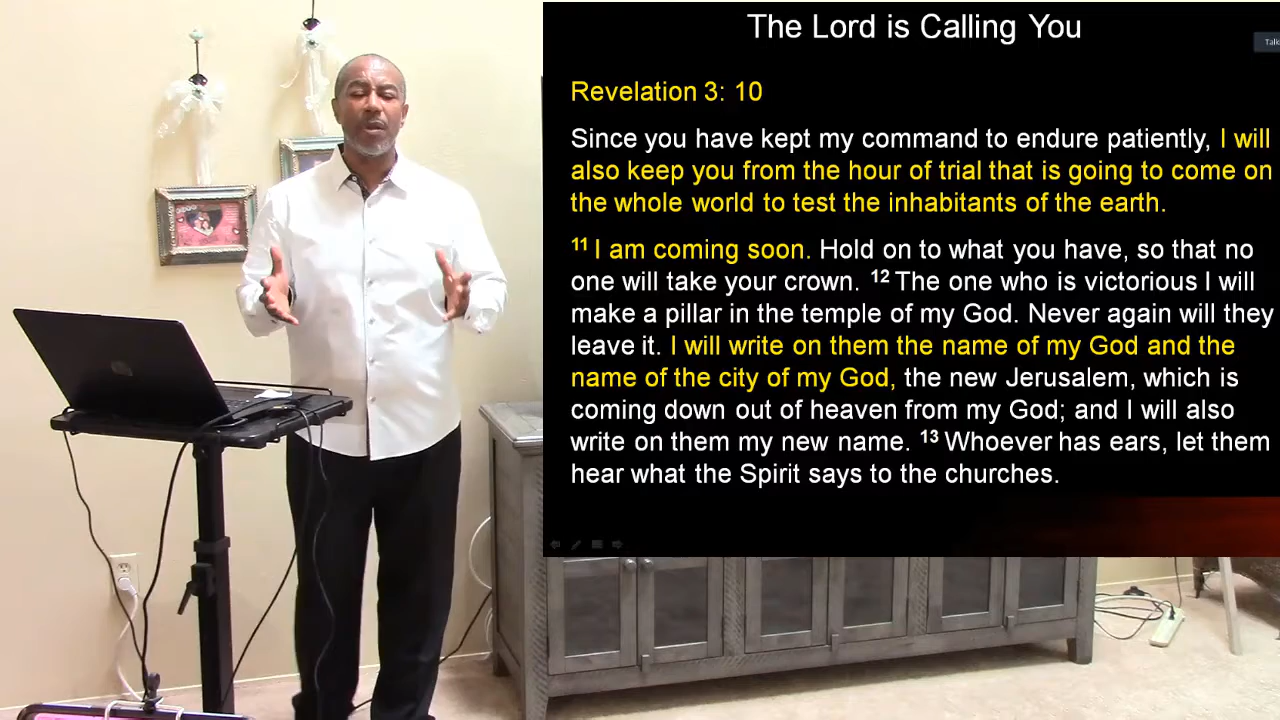 The Lord is Calling You
Talk
Revelation 3: 10
Since you have kept my command to endure patiently, I will
also keep you from the hour of trial that is going to come on
the whole world to test the inhabitants of the earth.
11 I am coming soon. Hold on to what you have, so that no
one will take your crown. 12 The one who is victorious I will
make a pillar in the temple of my God. Never again will they
leave it. I will write on them the name of my God and the
name of the city of my God, the new Jerusalem, which is
coming down out of heaven from my God; and I will also
write on them my new name. 13 Whoever has ears, let them
hear what the Spirit says to the churches.